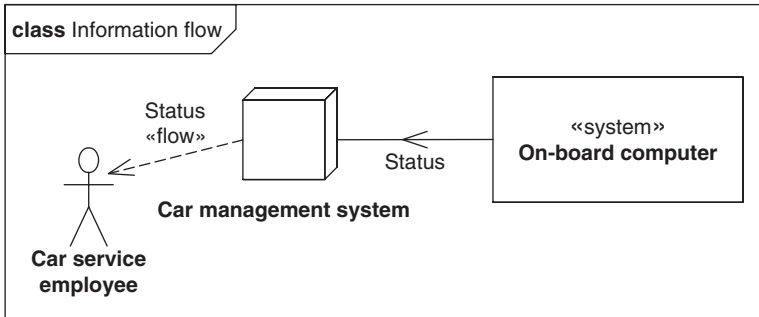 class Information flow
Status
«flow»
Car service
employee
Car management system
Status
«system»
On-board computer